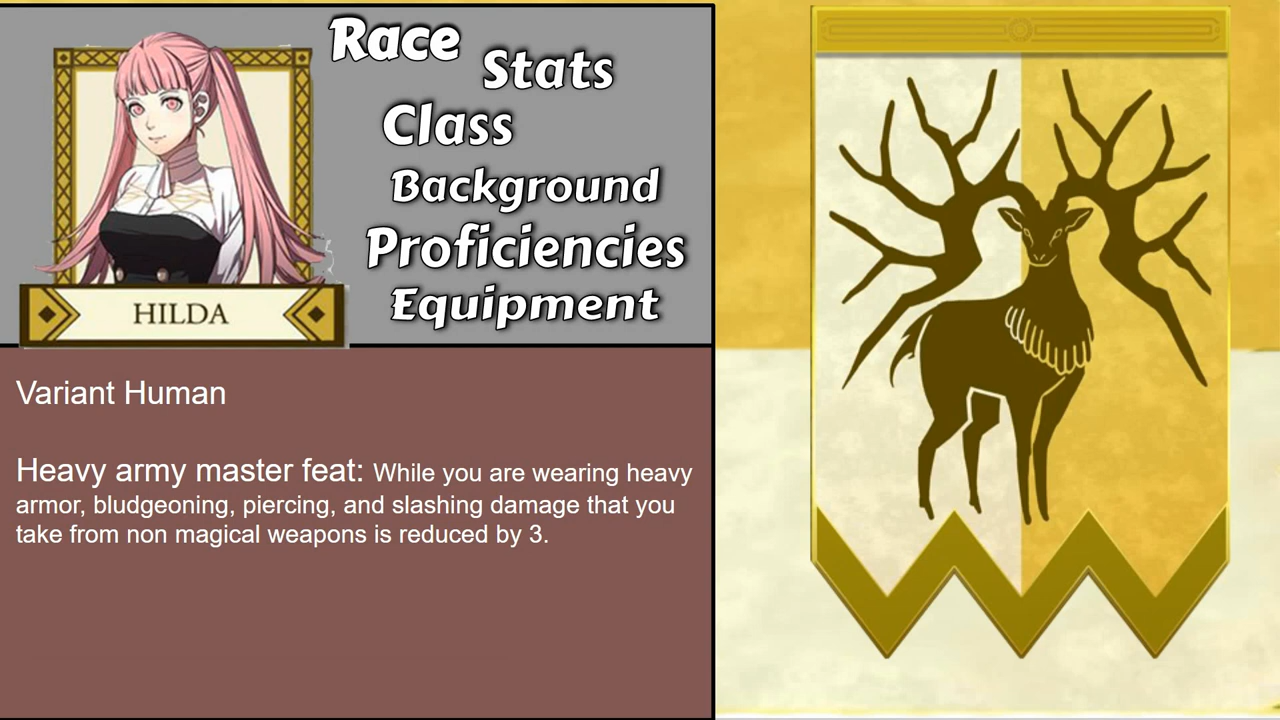 Race
Stats
Class
Background
Proficiencies
Equipment
HILDA
Variant Human
Heavy army master feat: While you are wearing heavy
armor, bludgeoning, piercing, and slashing damage that you
take from non magical weapons is reduced by 3.